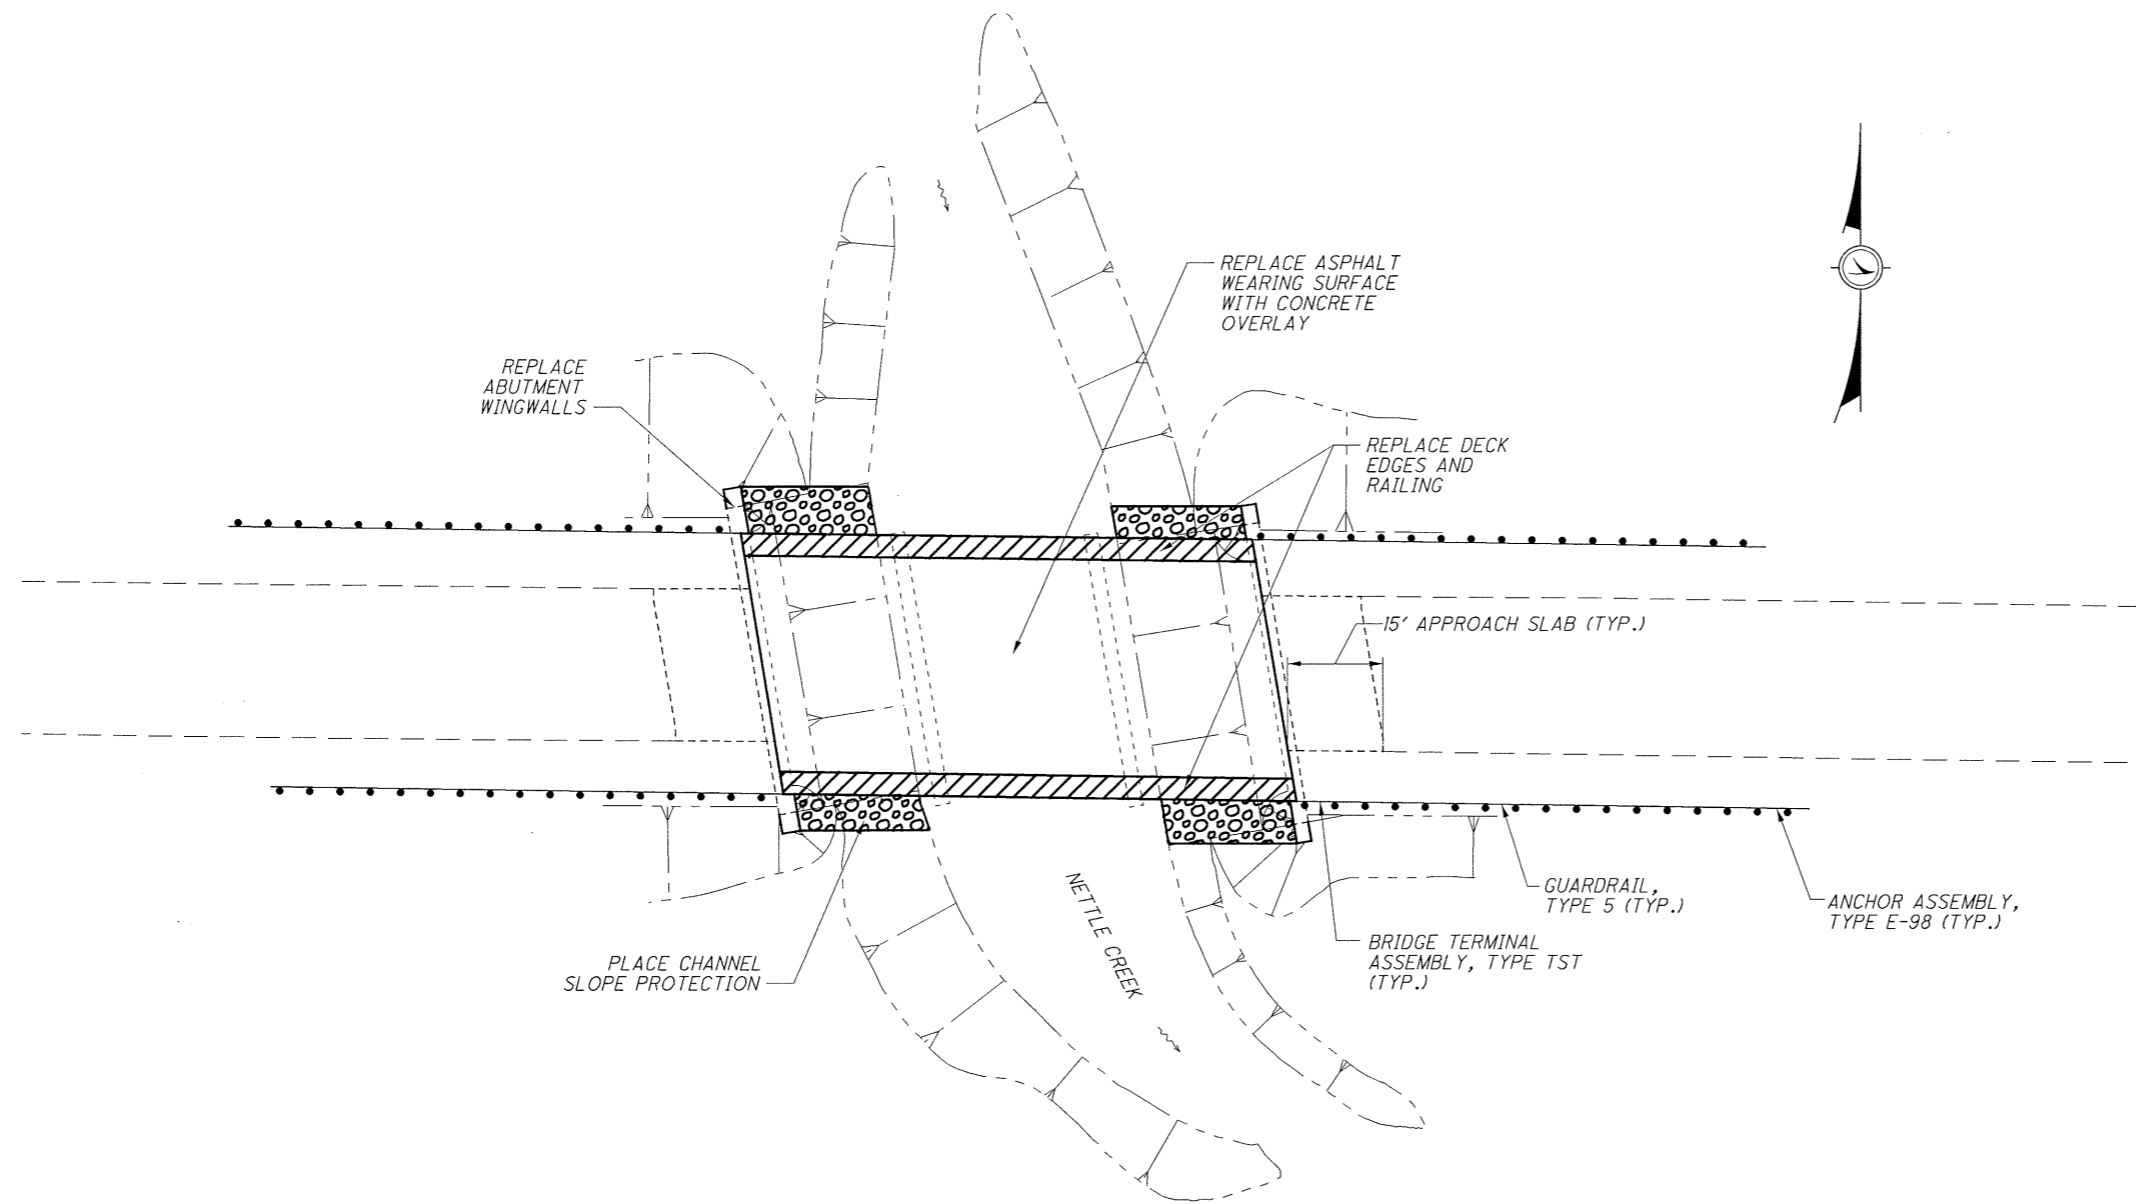 REPLACE ASPHALT
WEARING SURFACE
WITH CONCRETE
OVERLAY
REPLACE
ABUTMENT
WINGWALLS
REPLACE DECK
EDGES AND
RAILING
15' APPROACH SLAB (TYP.)
NETTLE CREEK
GUARDRAIL,
TYPE 5 (TYP.)
ANCHOR ASSEMBLY,
TYPE E-98 (TYP.)
BRIDGE TERMINAL
ASSEMBLY, TYPE TST
(TYP.)
PLACE CHANNEL
SLOPE PROTECTION